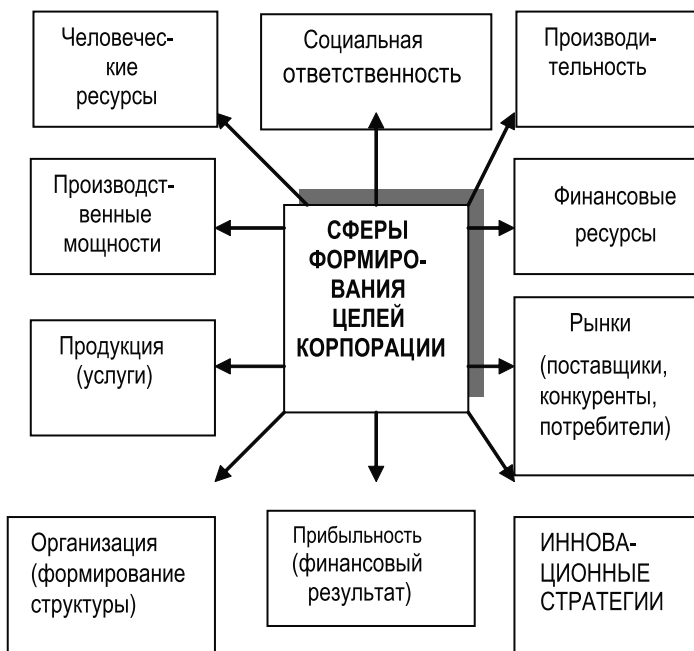 Человечес-
кие
ресурсы
Социальная
ответственность
Производи-
тельность
Производст-
венные
мощности
СФЕРЫ
ФОРМИРО-
ВАНИЯ
ЦЕЛЕЙ
КОРПОРАЦИИ
Финансовые
ресурсы
Продукция
(услуги)
Рынки
(поставщики,
конкуренты,
потребители)
Организация
(формирование
структуры)
Прибыльность
(финансовый
результат)
ИННОВА-
ЦИОННЫЕ
СТРАТЕГИИ